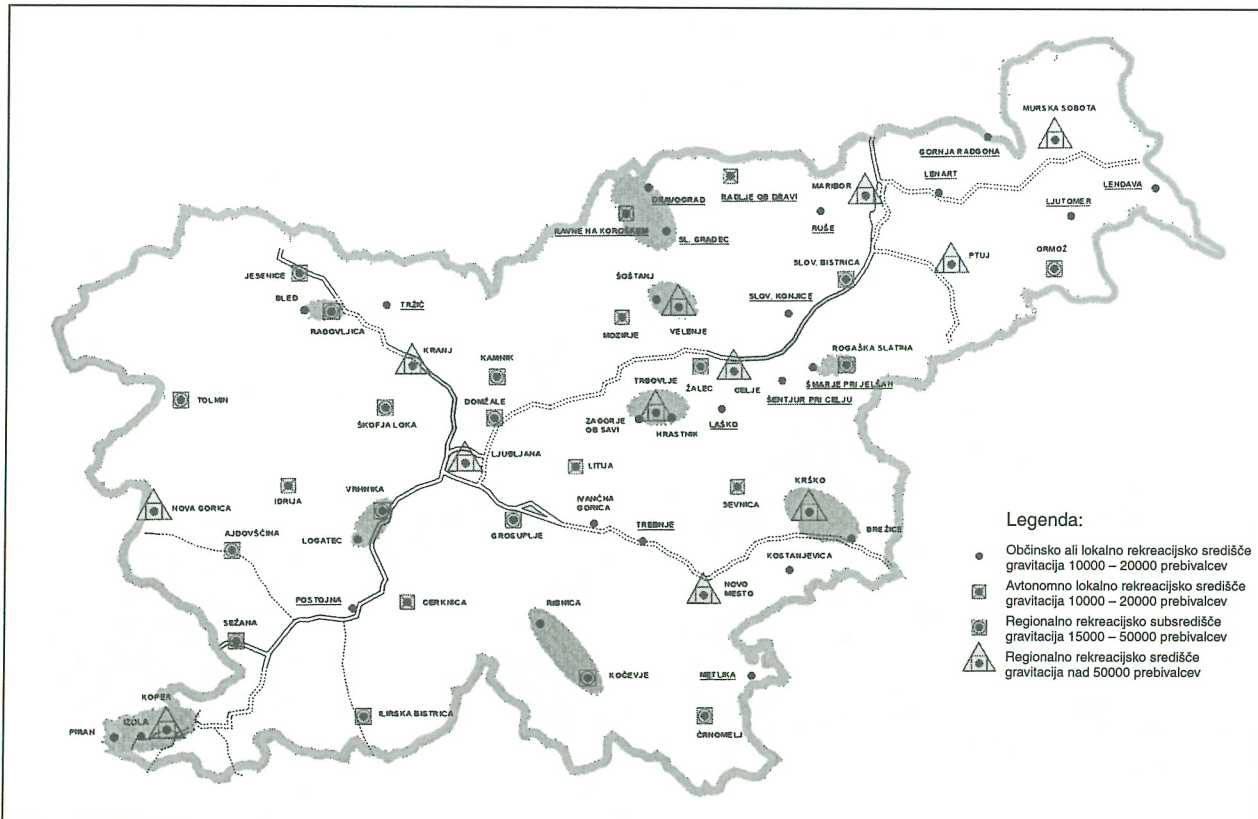 MURSKA SOBOTA
GORNJA RADGONA
LENART
LENDAVA
LJUTOMER
MARIBOR
RADLJE OB DRAVI
DRAVOGRAD
RAVNE NA KOROŠKEM
SL. GRADEC
RUŠE
PTUJ
ORMOŽ
SLOV. BISTRICA
ŠOŠTANJ
VELENJE
SLOV. KONJICE
MOZIRJE
JESENICE
BLED
RADOVLJICA
TRŽIČ
KRANJ
KAMNIK
ROGAŠKA SLATINA
ŽALEC
CELJE
ŠMARJE PRI JELŠAH
ŠENTJUR PRI CELJU
TRBOVLJE
TOLMIN
ŠKOFJA LOKA
DOMŽALE
ZAGORJE
OB SAVI
HRASTNIK
LAŠKO
LJUBLJANA
LITIJA
NOVA GORICA
IDRIJA
VRHNIKA
SEVNICA
KRŠKO
IVANČNA
GORICA
AJDOVŠČINA
LOGATEC
GROSUPLJE
TREBNJE
BREŽICE
KOSTANJEVICA
NOVO
MESTO
POSTOJNA
CERKNICA
RIBNICA
SEŽANA
KOČEVJE
METLIKA
KOPER
IZOLA
PIRAN
ILIRSKA BISTRICA
ČRNOMELJ
Legenda:
Občinsko ali lokalno rekreacijsko središče
gravitacija 10000 – 20000 prebivalcev
Avtonomno lokalno rekreacijsko središče
gravitacija 10000 – 20000 prebivalcev
Regionalno rekreacijsko subsredišče
gravitacija 15000 – 50000 prebivalcev
Regionalno rekreacijsko središče
gravitacija nad 50000 prebivalcev